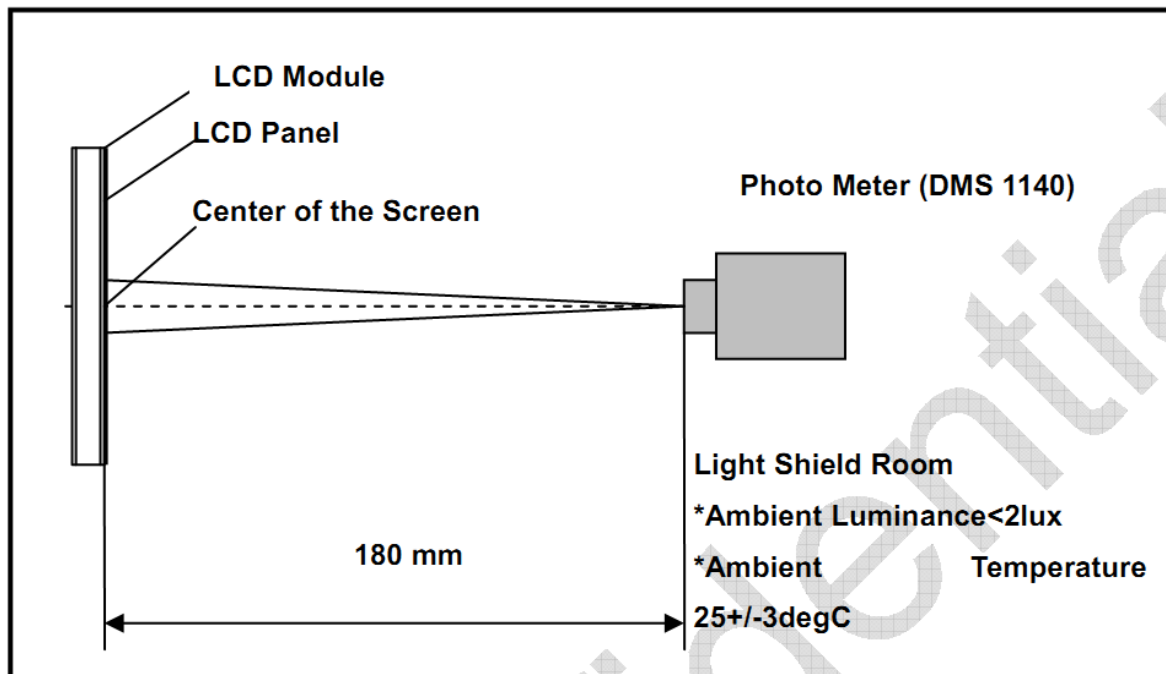 LCD Module
LCD Panel
Center of the Screen
Photo Meter (DMS 1140)
Light Shield Room
*Ambient Luminance<2lux
*Ambient Temperature
25+/-3degC
180 mm